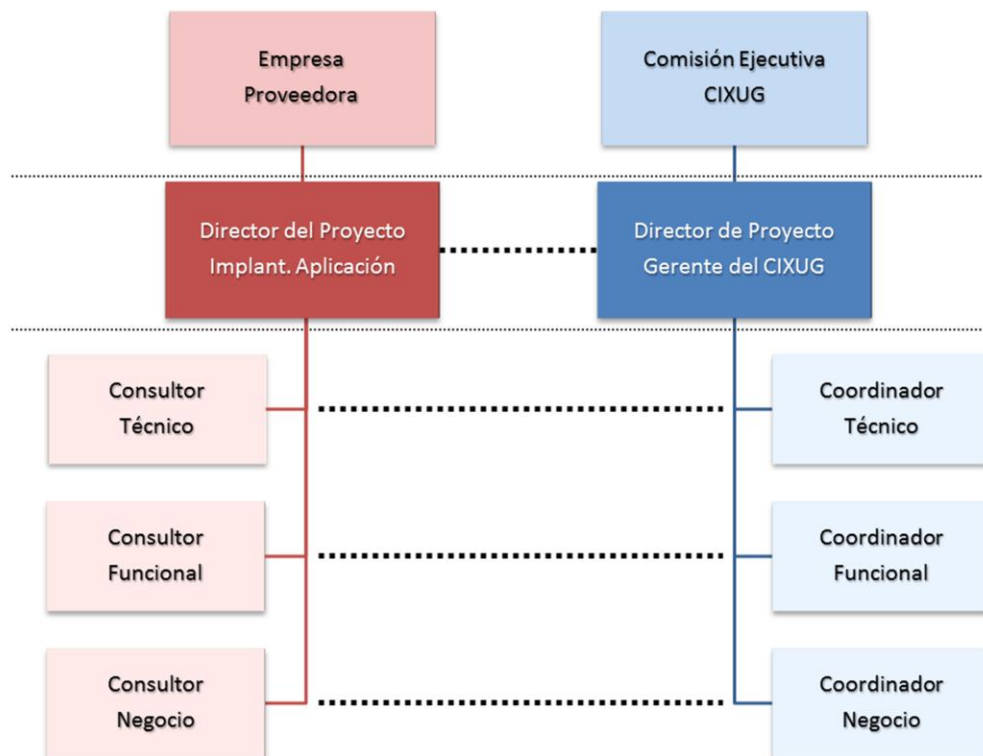 Empresa
Proveedora
Comisión Ejecutiva
CIXUG
Director del Proyecto
Implant. Aplicación
Director de Proyecto
Gerente del CIXUG
Consultor
Técnico
Coordinador
Técnico
Consultor
Funcional
Coordinador
Funcional
Consultor
Negocio
Coordinador
Negocio